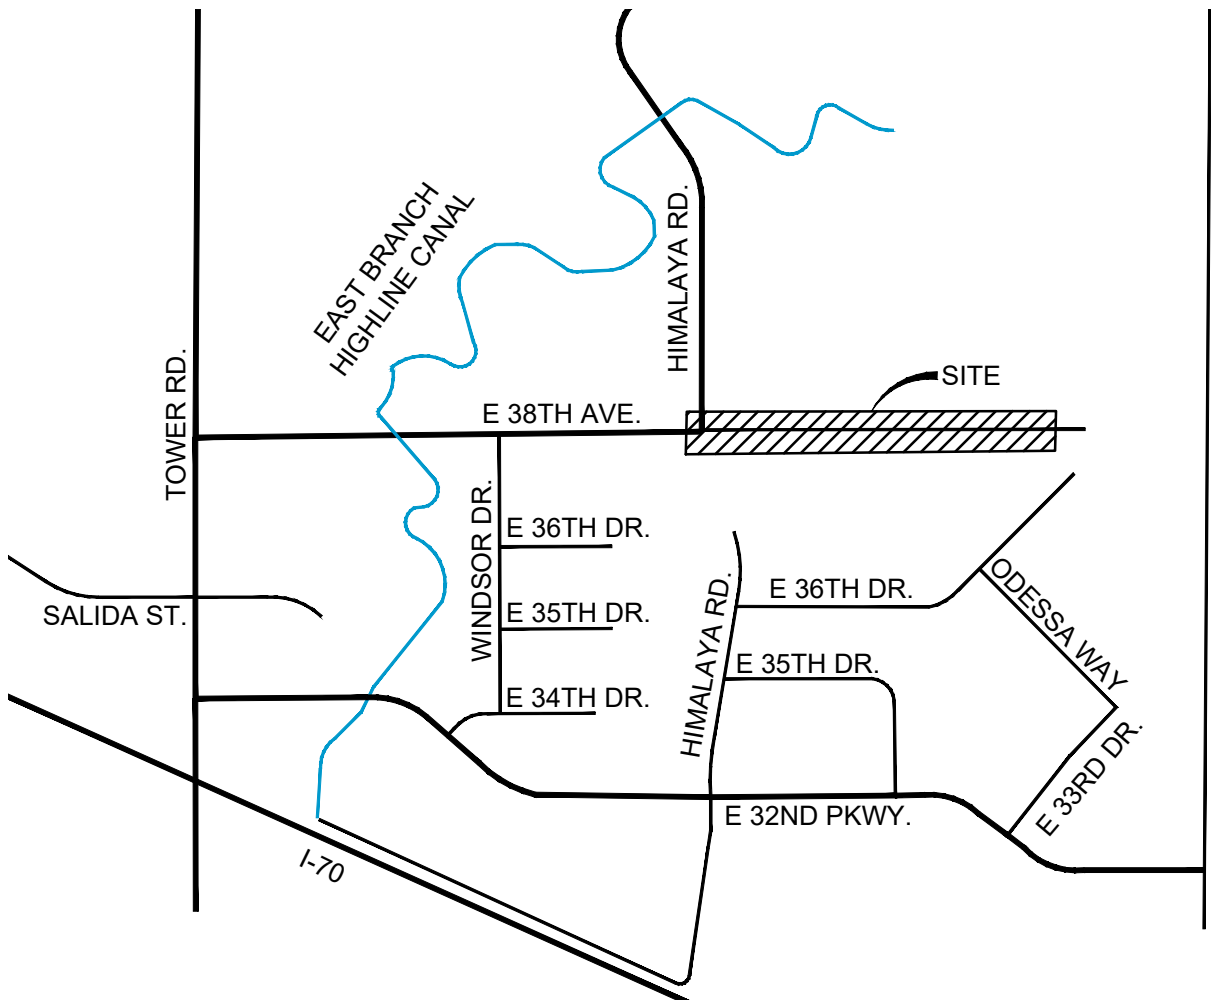 EAST BRANCH
HIGHLINE CANAL
HIMALAYA RD.
TOWER RD.
SITE
E 38TH AVE.
WINDSOR DR.
E 36TH DR.
E 36TH DR.
ODESSA WAY
SALIDA ST.
E 35TH DR.
HIMALAYA RD.
E 35TH DR.
E 34TH DR.
E 33RD DR.
E 32ND PKWY.
I-70